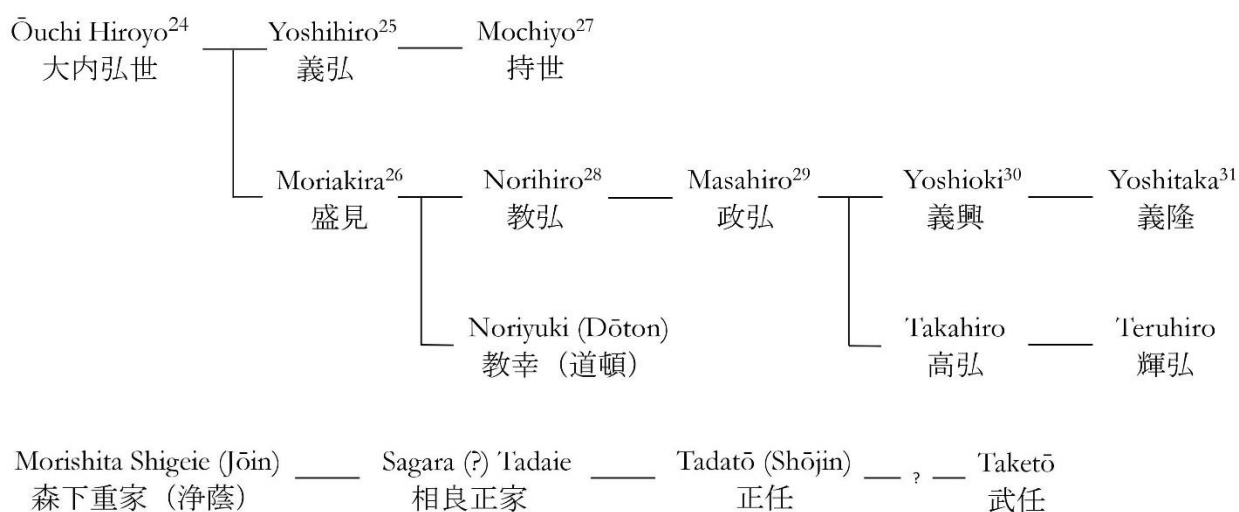 Ōuchi Hiroyo24 Yoshihiro25 Mochiyo27
大内弘世 義弘 持世
Moriakira26 Norihiro28 Masahiro29 Yoshioki30 Yoshitaka31
盛見 教弘 政弘 義興 義隆
Noriyuki (Dōton) Takahiro Teruhiro
教幸（道頓） 高弘 輝弘
Morishita Shigeie (Jōin) Sagara (?) Tadaie Tadatō (Shōjin) ? Taketō
森下重家（浄蔭） 相良正家 正任 武任